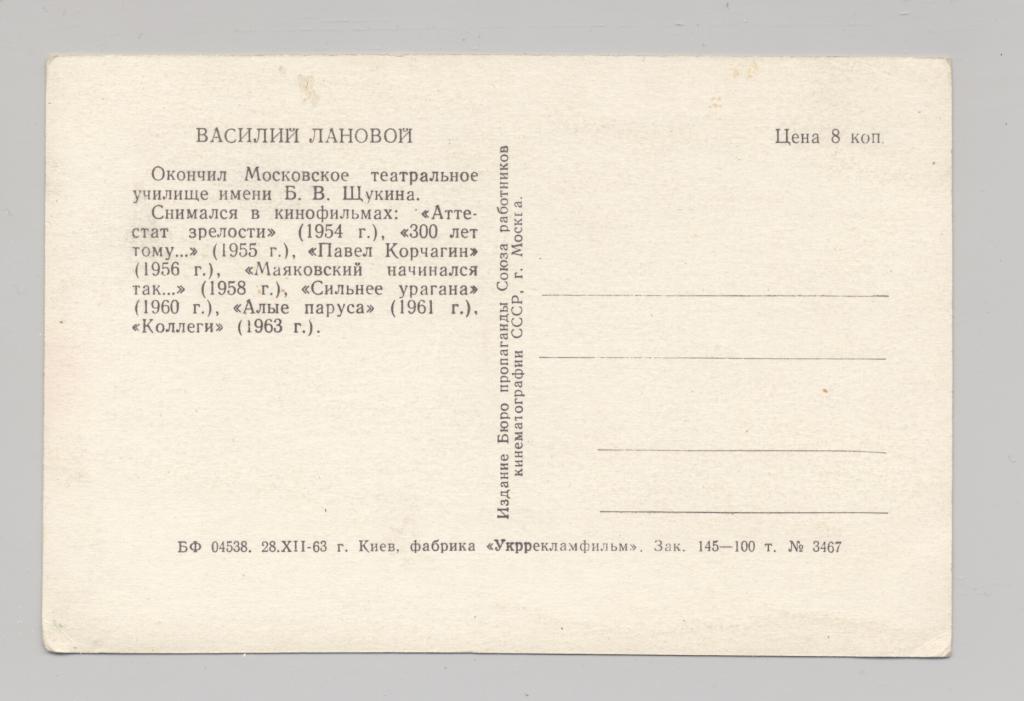 ВАСИЛИЙ ЛАНОВОЙ
Окончил Московское театральное
училище имени Б. В. Щукина.
Снимался в кинофильмах: «Атте-
стат зрелости» (1954 г.), «300 лет
тому...» (1955 г.), «Павел Корчагин»
(1956 г.), «Маяковский начинался
так...» (1958 г.), «Сильнее урагана»
(1960 г.), «Алые паруса» (1961 г.),
«Коллеги» (1963 г.).
Издание Бюро пропаганды Союза работников
кинематографии СССР, г. Москва.
Цена 8 коп.
БФ 04538. 28.XII-63 г. Киев, фабрика «Укррекламфильм». Зак. 145—100 т. № 3467